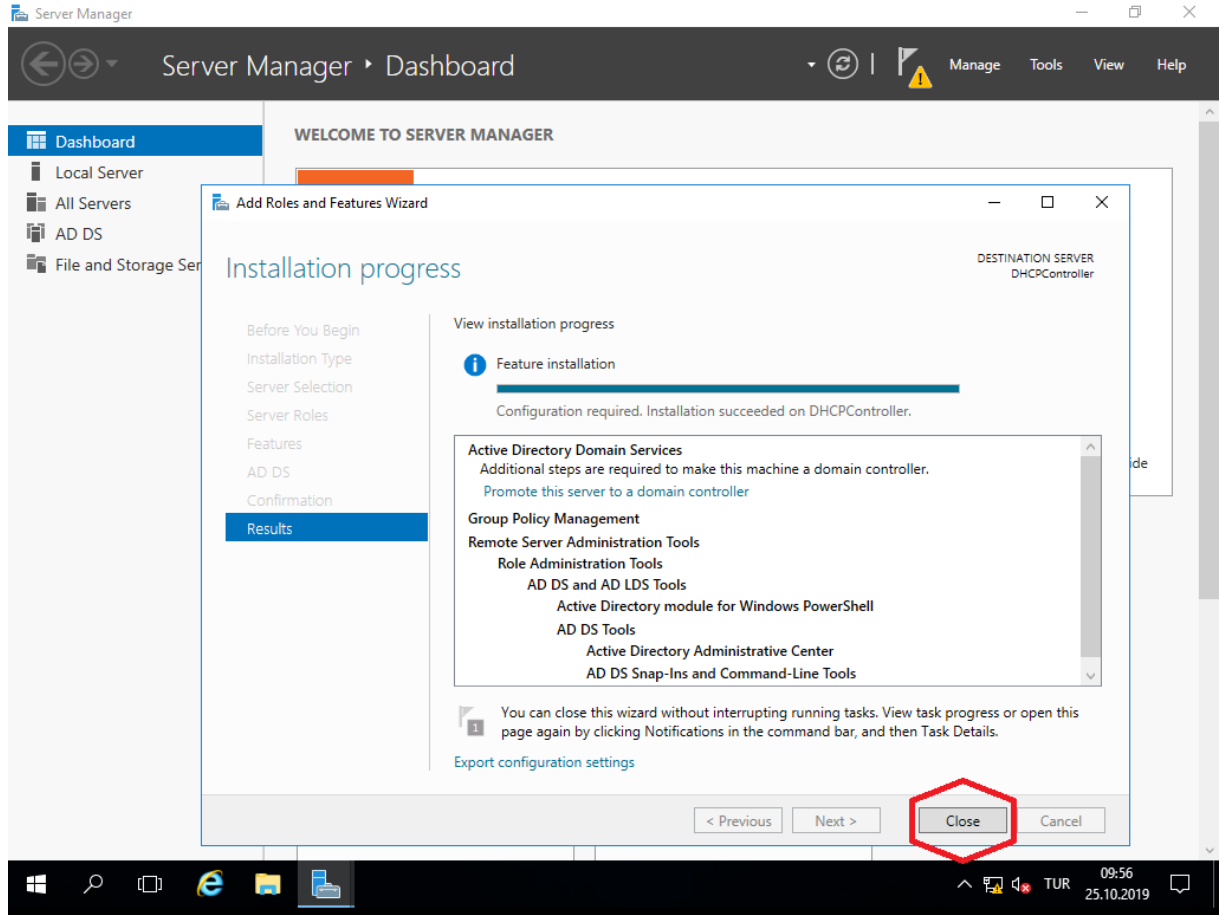 Server Manager
Server Manager ‣ Dashboard
Manage
Tools
View
Help
Dashboard
Local Server
All Servers
AD DS
File and Storage Ser
WELCOME TO SERVER MANAGER
Add Roles and Features Wizard
Installation progress
DESTINATION SERVER
DHCPController
Before You Begin
Installation Type
Server Selection
Server Roles
Features
AD DS
Confirmation
Results
View installation progress
Feature installation
Configuration required. Installation succeeded on DHCPController.
Active Directory Domain Services
Additional steps are required to make this machine a domain controller.
Promote this server to a domain controller
Group Policy Management
Remote Server Administration Tools
Role Administration Tools
AD DS and AD LDS Tools
Active Directory module for Windows PowerShell
AD DS Tools
Active Directory Administrative Center
AD DS Snap-Ins and Command-Line Tools
ide
1
You can close this wizard without interrupting running tasks. View task progress or open this
page again by clicking Notifications in the command bar, and then Task Details.
Export configuration settings
< Previous
Next >
Close
Cancel
TUR
09:56
25.10.2019